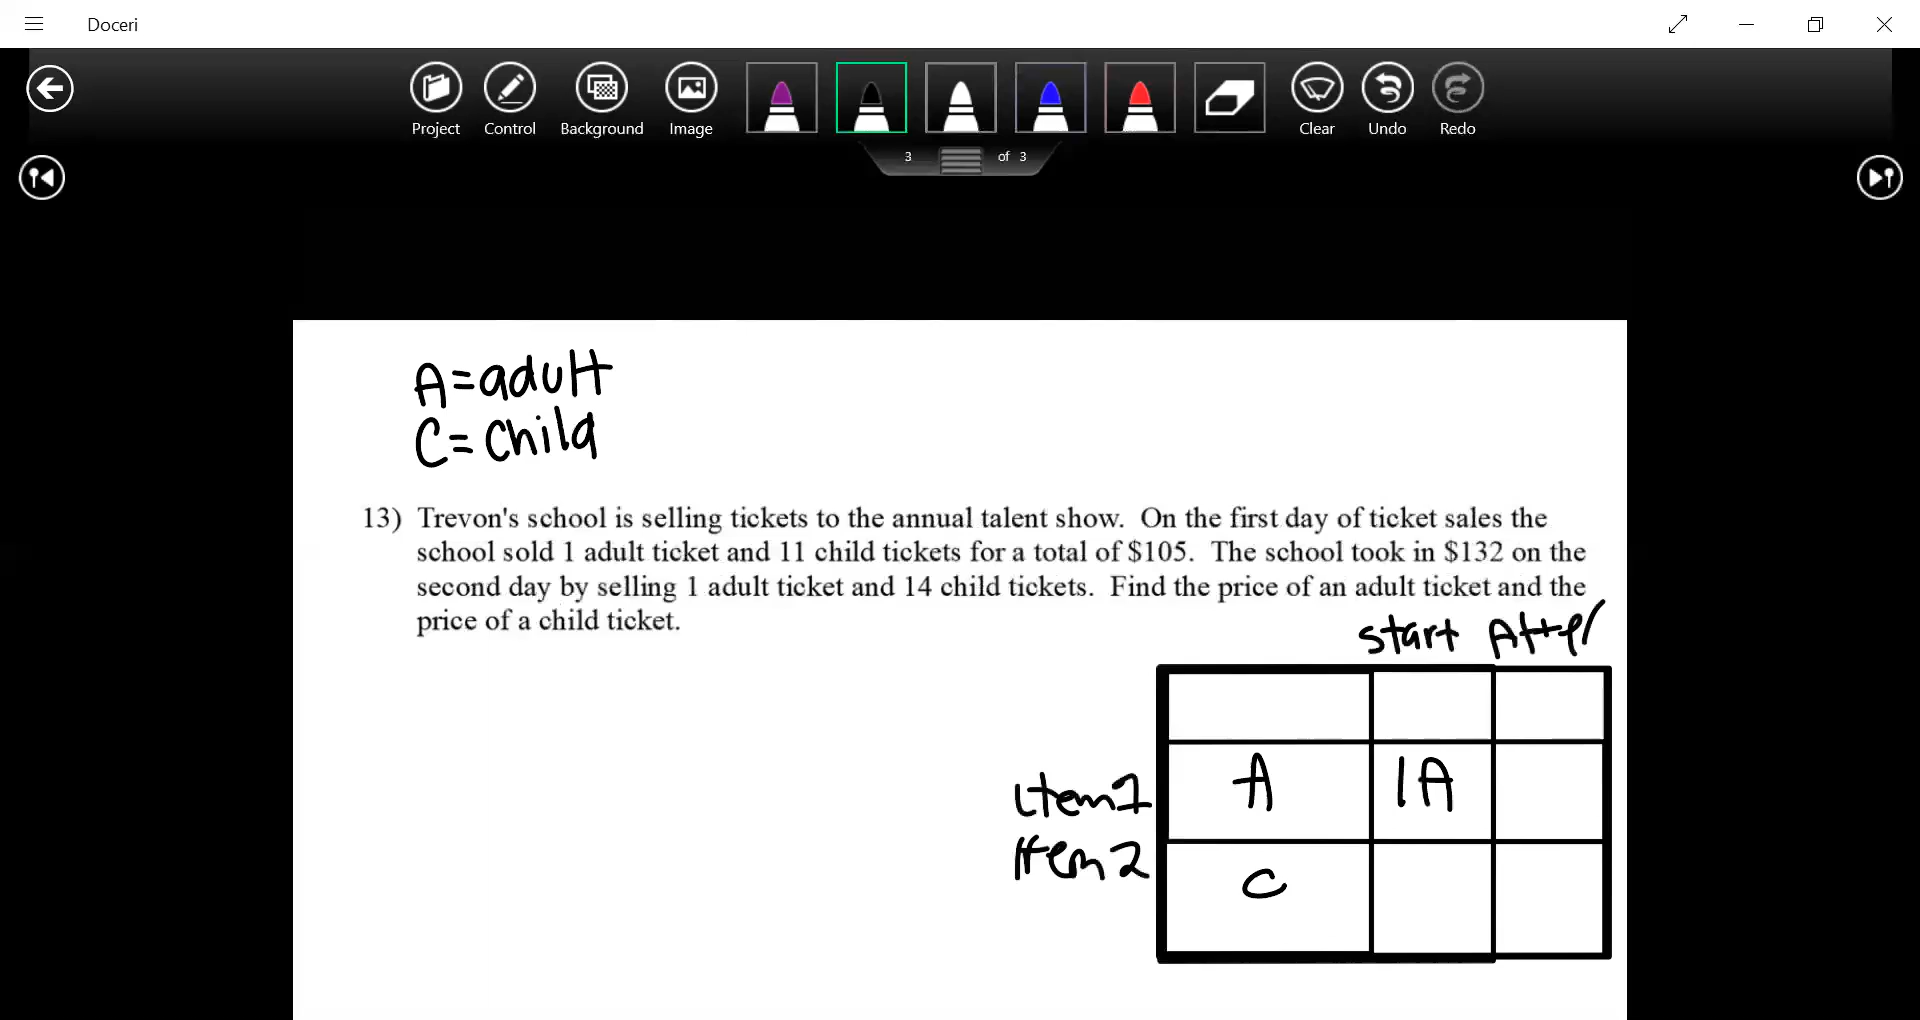 Doceri
Project Control Background Image Clear Undo Redo
3 of 3
A=adult
C=child
13) Trevon's school is selling tickets to the annual talent show. On the first day of ticket sales the
school sold 1 adult ticket and 11 child tickets for a total of $105. The school took in $132 on the
second day by selling 1 adult ticket and 14 child tickets. Find the price of an adult ticket and the
price of a child ticket.
start After
Item1 A 1A
Item2 C